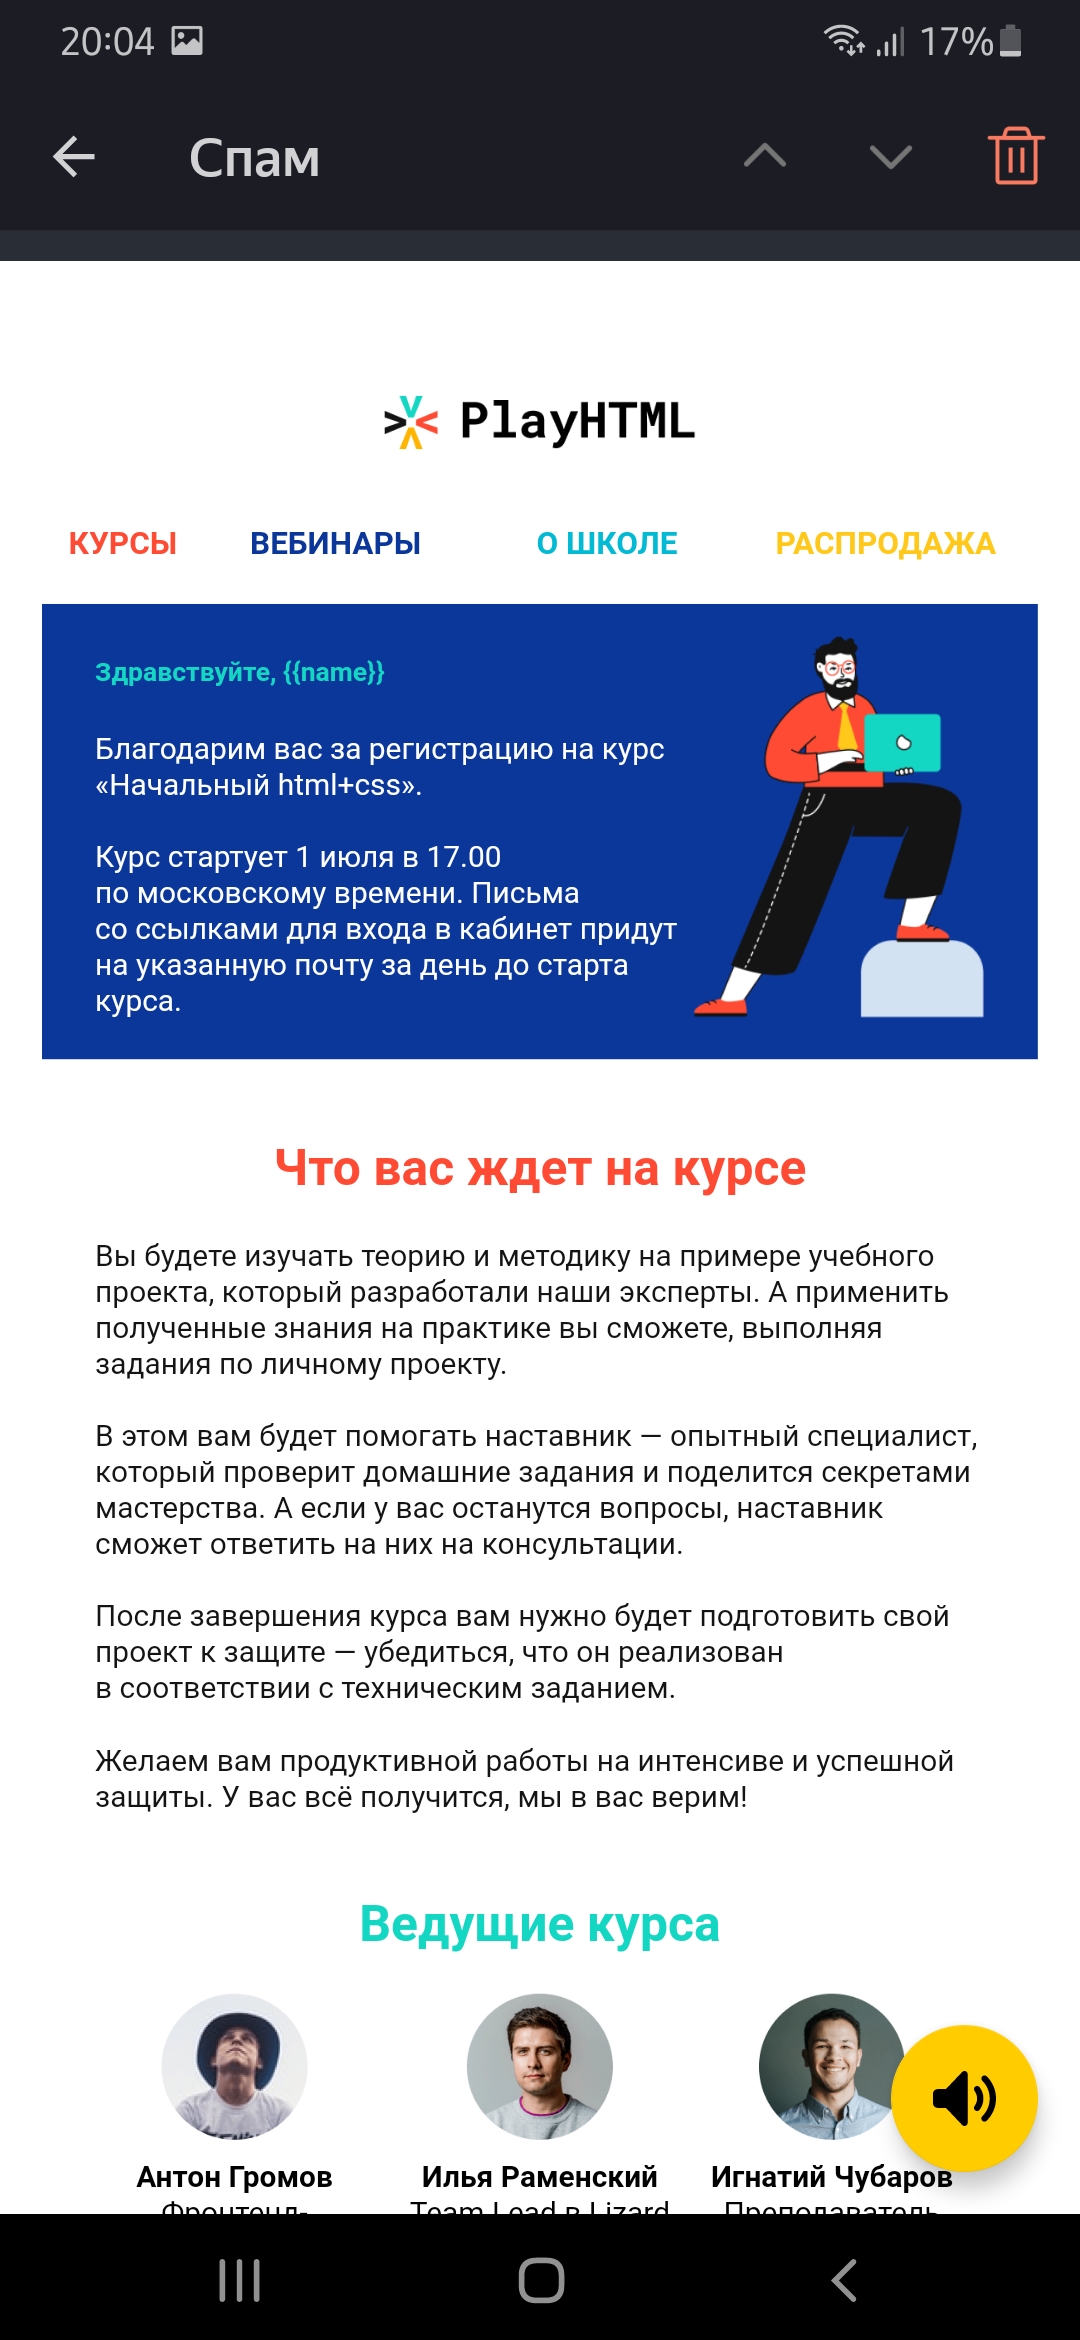 20:04
17%
Спам
PlayHTML
КУРСЫ ВЕБИНАРЫ О ШКОЛЕ РАСПРОДАЖА
Здравствуйте, {{name}}
Благодарим вас за регистрацию на курс
«Начальный html+css».
Курс стартует 1 июля в 17.00
по московскому времени. Письма
со ссылками для входа в кабинет придут
на указанную почту за день до старта
курса.
Что вас ждет на курсе
Вы будете изучать теорию и методику на примере учебного
проекта, который разработали наши эксперты. А применить
полученные знания на практике вы сможете, выполняя
задания по личному проекту.
В этом вам будет помогать наставник — опытный специалист,
который проверит домашние задания и поделится секретами
мастерства. А если у вас останутся вопросы, наставник
сможет ответить на них на консультации.
После завершения курса вам нужно будет подготовить свой
проект к защите — убедиться, что он реализован
в соответствии с техническим заданием.
Желаем вам продуктивной работы на интенсиве и успешной
защиты. У вас всё получится, мы в вас верим!
Ведущие курса
Антон Громов Илья Раменский Игнатий Чубаров
Фронтенд- Team Lead в Lizard Преподаватель